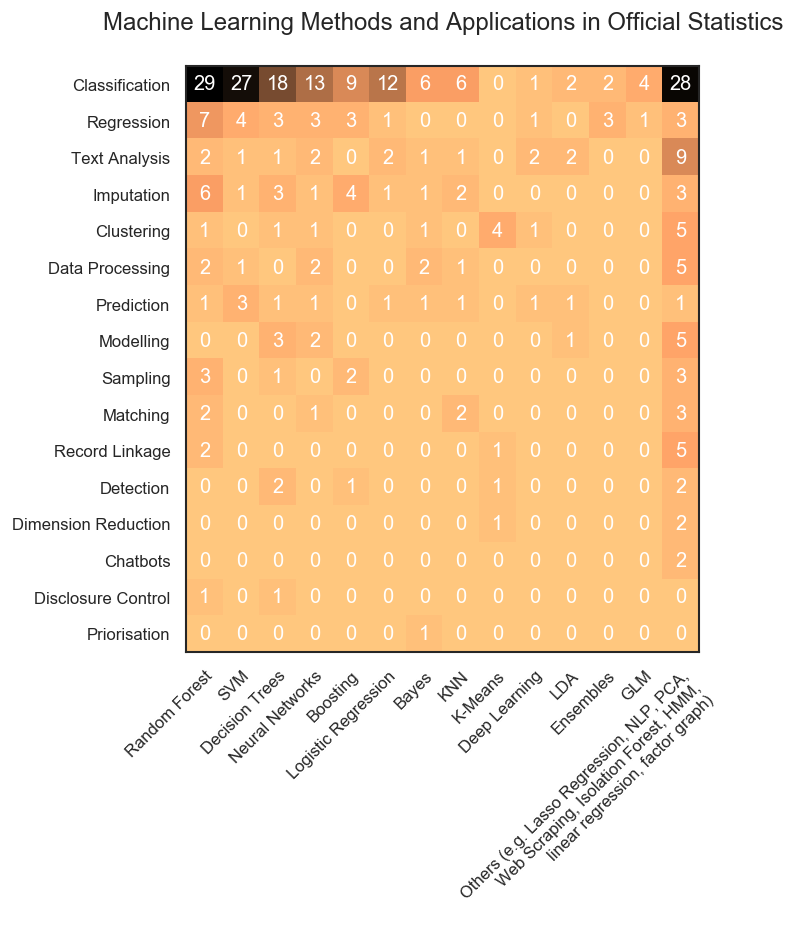 Machine Learning Methods and Applications in Official Statistics
Classification 29 27 18 13 9 12 6 6 0 1 2 2 4 28
Regression 7 4 3 3 3 1 0 0 0 1 0 3 1 3
Text Analysis 2 1 1 2 0 2 1 1 0 2 2 0 0 9
Imputation 6 1 3 1 4 1 1 2 0 0 0 0 0 3
Clustering 1 0 1 1 0 0 1 0 4 1 0 0 0 5
Data Processing 2 1 0 2 0 0 2 1 0 0 0 0 0 5
Prediction 1 3 1 1 0 1 1 1 0 1 1 0 0 1
Modelling 0 0 3 2 0 0 0 0 0 0 1 0 0 5
Sampling 3 0 1 0 2 0 0 0 0 0 0 0 0 3
Matching 2 0 0 1 0 0 0 2 0 0 0 0 0 3
Record Linkage 2 0 0 0 0 0 0 0 1 0 0 0 0 5
Detection 0 0 2 0 1 0 0 0 1 0 0 0 0 2
Dimension Reduction 0 0 0 0 0 0 0 0 1 0 0 0 0 2
Chatbots 0 0 0 0 0 0 0 0 0 0 0 0 0 2
Disclosure Control 1 0 1 0 0 0 0 0 0 0 0 0 0 0
Priorisation 0 0 0 0 0 0 1 0 0 0 0 0 0 0
Random Forest
SVM
Decision Trees
Neural Networks
Boosting
Logistic Regression
Bayes
KNN
K-Means
Deep Learning
LDA
Ensembles
GLM
Others (e.g. Lasso Regression, NLP , PCA,
Web Scraping, Isolation Forest, HMM,
linear regression, factor graph)